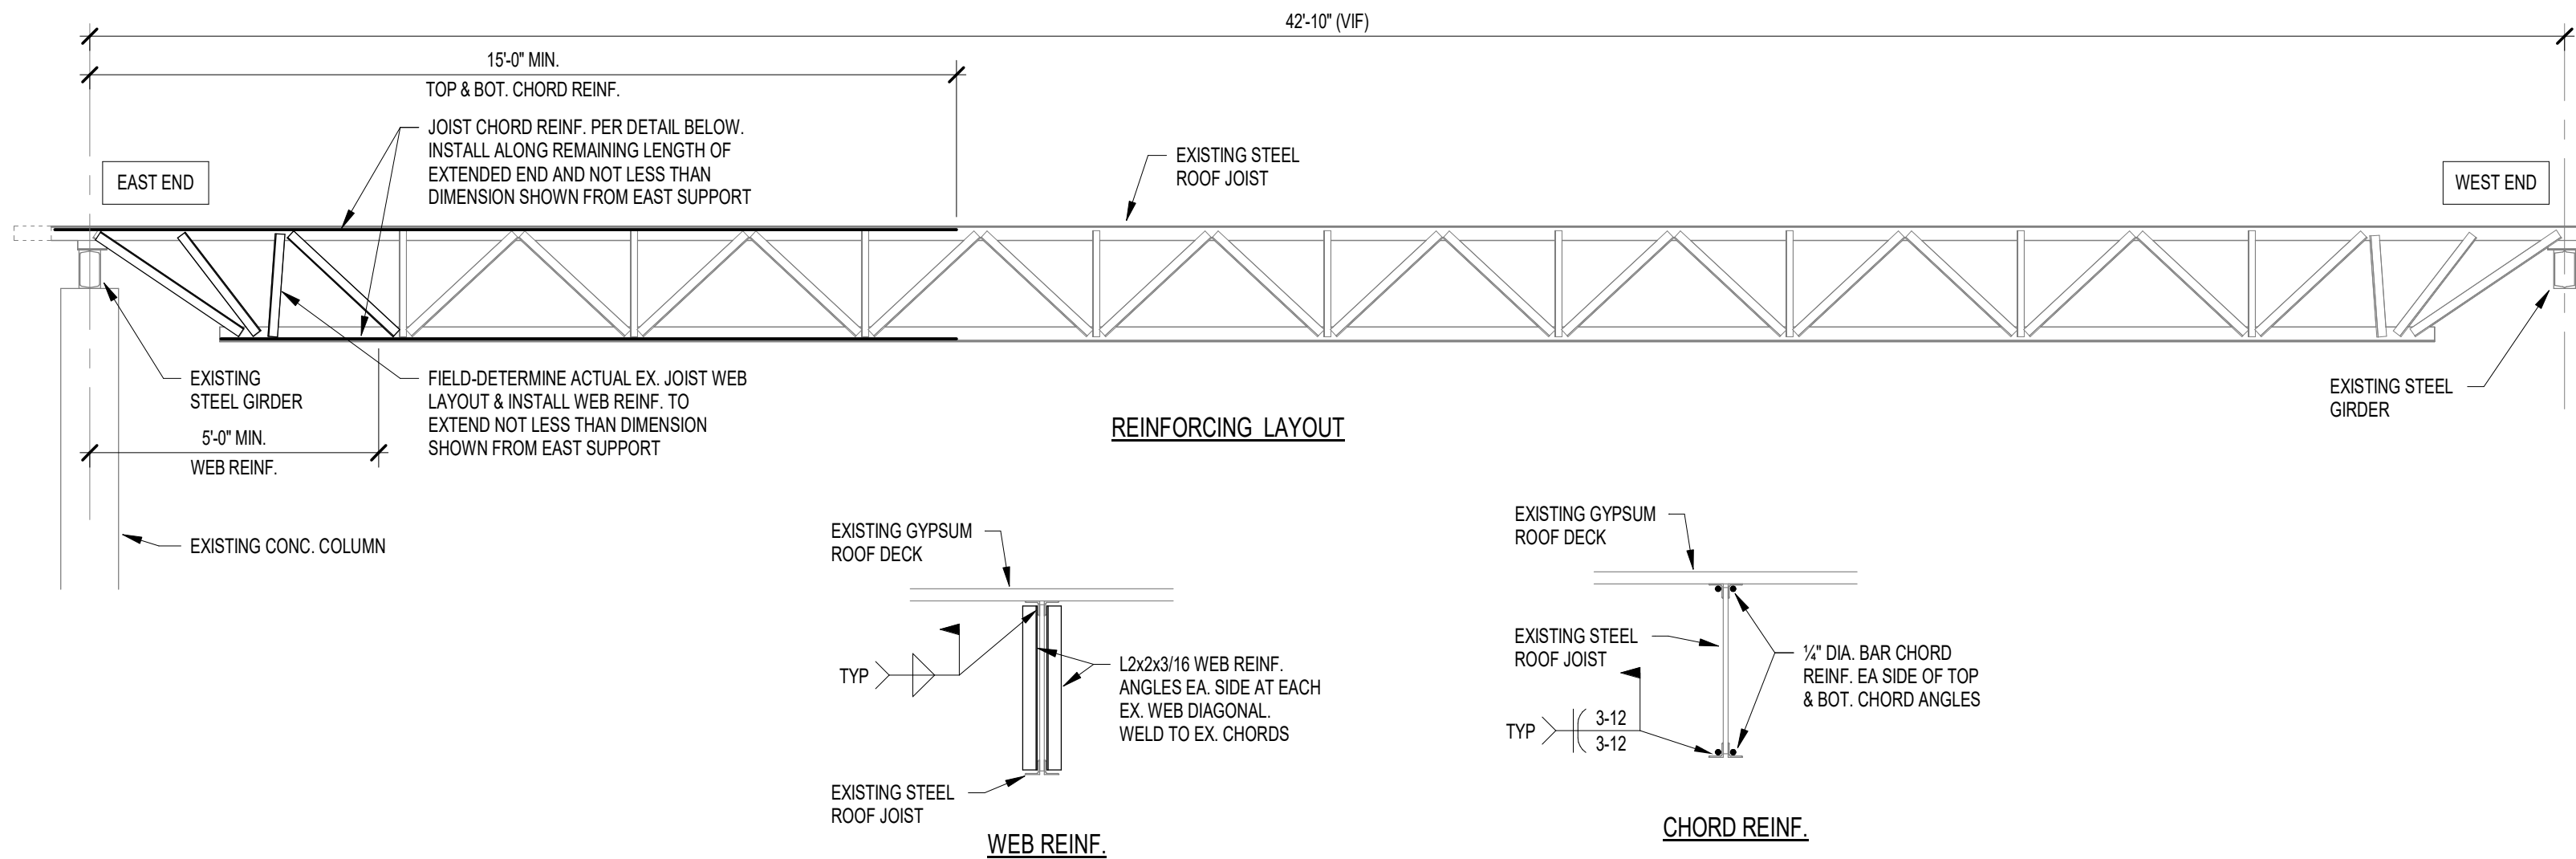 42'-10" (VIF)
15'-0" MIN.
TOP & BOT. CHORD REINF.
JOIST CHORD REINF. PER DETAIL BELOW.
INSTALL ALONG REMAINING LENGTH OF
EXTENDED END AND NOT LESS THAN
DIMENSION SHOWN FROM EAST SUPPORT
EXISTING STEEL
ROOF JOIST
EAST END
WEST END
EXISTING
STEEL GIRDER
FIELD-DETERMINE ACTUAL EX. JOIST WEB
LAYOUT & INSTALL WEB REINF. TO
EXTEND NOT LESS THAN DIMENSION
SHOWN FROM EAST SUPPORT
5'-0" MIN.
WEB REINF.
EXISTING STEEL
GIRDER
REINFORCING LAYOUT
EXISTING CONC. COLUMN
EXISTING GYPSUM
ROOF DECK
TYP
L2x2x3/16 WEB REINF.
ANGLES EA. SIDE AT EACH
EX. WEB DIAGONAL.
WELD TO EX. CHORDS
EXISTING STEEL
ROOF JOIST
WEB REINF.
EXISTING GYPSUM
ROOF DECK
EXISTING STEEL
ROOF JOIST
¼" DIA. BAR CHORD
REINF. EA SIDE OF TOP
& BOT. CHORD ANGLES
TYP
3-12
3-12
CHORD REINF.